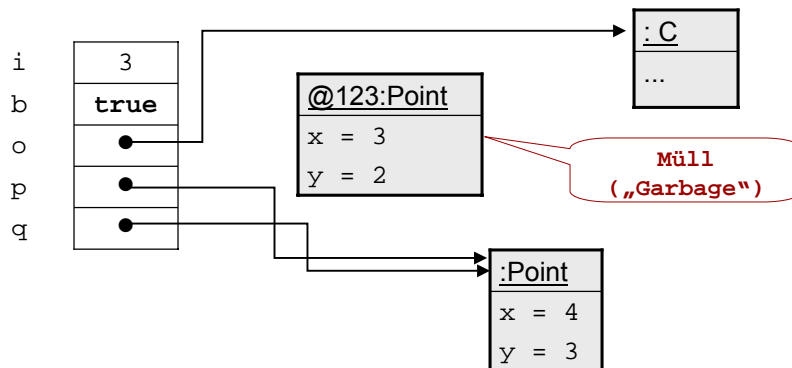 i
3
b
true
o
p
q
: C
...
@123:Point
x = 3
y = 2
Müll
(„Garbage“)
:Point
x = 4
y = 3